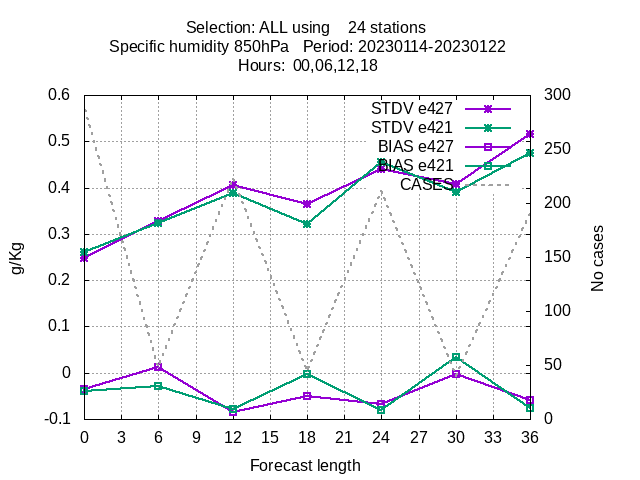 Selection: ALL using 24 stations
Specific humidity 850hPa Period: 20230114-20230122
Hours: 00,06,12,18
0.6
0.5
0.4
0.3
0.2
0.1
0
-0.1
g/Kg
300
250
200
150
100
50
0
No cases
STDV e427
STDV e421
BIAS e427
BIAS e421
CASES
0 3 6 9 12 15 18 21 24 27 30 33 36
Forecast length